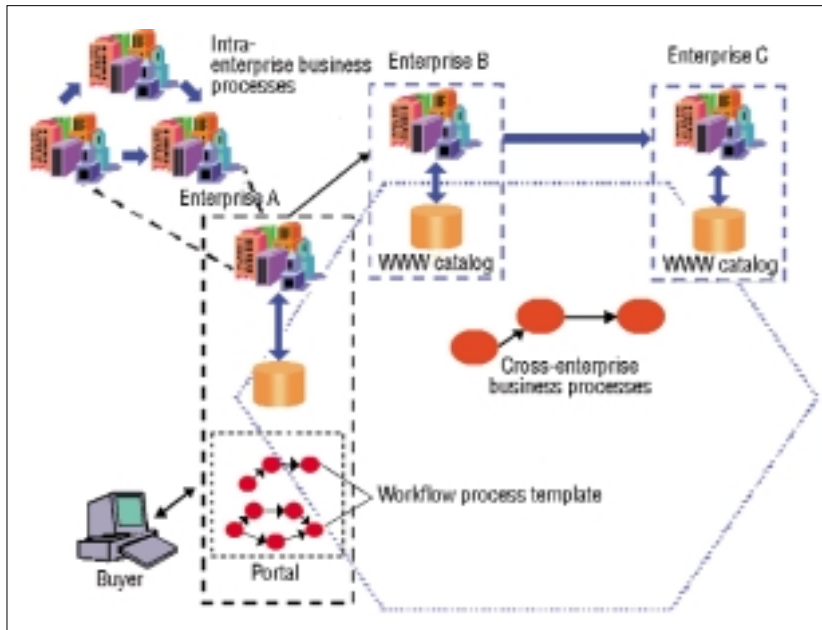 Intra-
enterprise business
processes
Enterprise B
Enterprise C
Enterprise A
WWW catalog
WWW catalog
Cross-enterprise
business processes
Workflow process template
Buyer
Portal